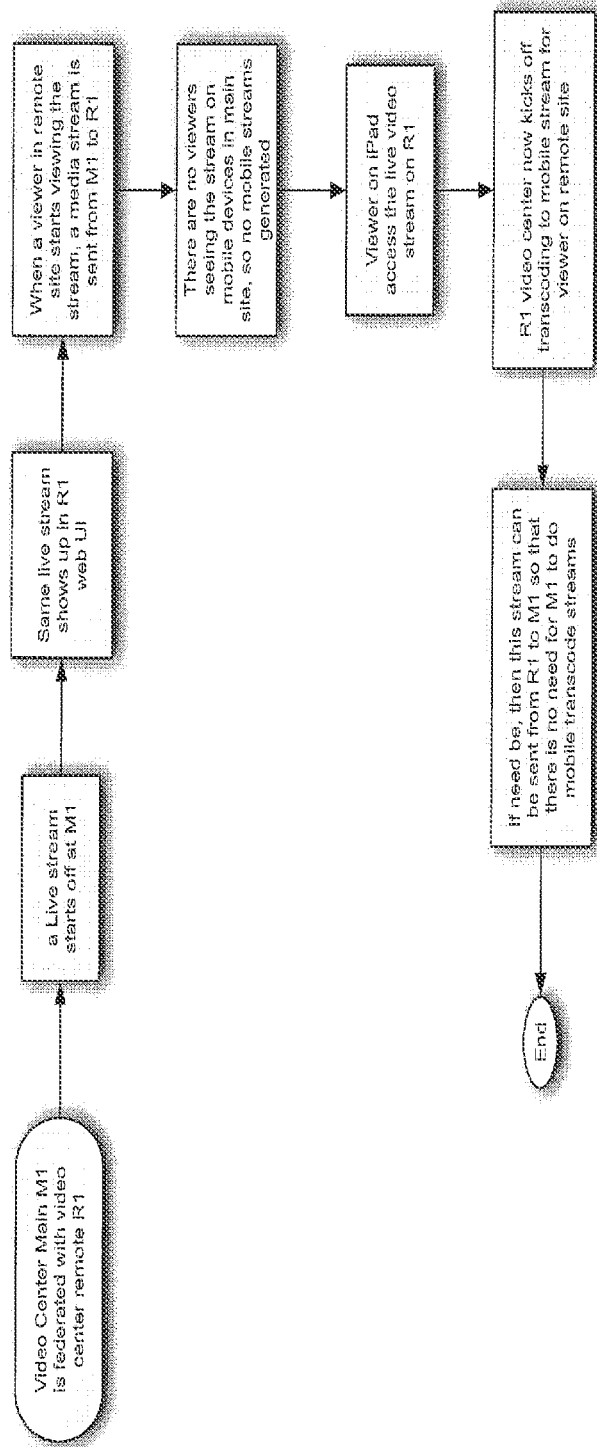 Video Center Main M1
is federated with video
center remote R1
a Live stream
starts off at M1
Same live stream
shows up in R1
web UI
When a viewer in remote
site starts viewing the
stream, a media stream is
sent from M1 to R1
There are no viewers
seeing the stream on
mobile devices in main
site, so no mobile streams
generated
Viewer on iPad
access the live video
stream on R1
R1 video center now kicks off
transcoding to mobile stream for
viewer on remote site
If need be, then this stream can
be sent from R1 to M1 so that
there is no need for M1 to do
mobile transcode streams
End